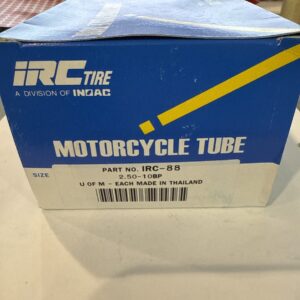 iRC TIRE
A DIVISION OF INOAC
MOTORCYCLE TUBE
SIZE
PART NO. IRC-88
2.50-10BP
U OF M - EACH MADE IN THAILAND